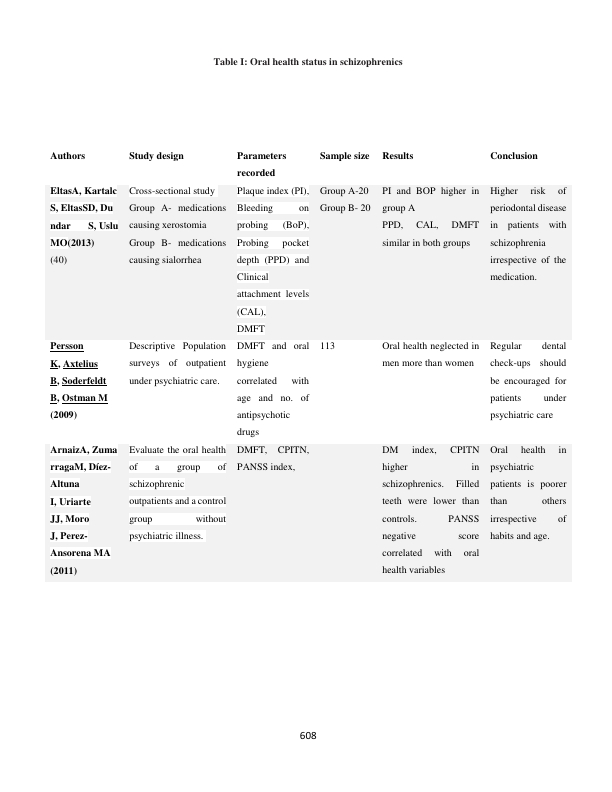 Table I: Oral health status in schizophrenics
Authors
Study design
Parameters
recorded
Sample size
Results
Conclusion
EltasA, Kartalc
S, EltasSD, Du
ndar S, Uslu
MO(2013)
(40)
Cross-sectional study
Group A- medications
causing xerostomia
Group B- medications
causing sialorrhea
Plaque index (PI),
Bleeding on
probing (BoP),
Probing pocket
depth (PPD) and
Clinical
attachment levels
(CAL),
DMFT
Group A-20
Group B- 20
PI and BOP higher in
group A
PPD, CAL, DMFT
similar in both groups
Higher risk of
periodontal disease
in patients with
schizophrenia
irrespective of the
medication.
Persson
K, Axtelius
B, Soderfeldt
B, Ostman M
(2009)
Descriptive Population
surveys of outpatient
under psychiatric care.
DMFT and oral
hygiene
correlated with
age and no. of
antipsychotic
drugs
113
Oral health neglected in
men more than women
Regular dental
check-ups should
be encouraged for
patients under
psychiatric care
ArnaizA, Zuma
rragaM, Díez-
Altuna
I, Uriarte
JJ, Moro
J, Perez-
Ansorena MA
(2011)
Evaluate the oral health
of a group of
schizophrenic
outpatients and a control
group without
psychiatric illness.
DMFT, CPITN,
PANSS index,
DM index, CPITN
higher in
schizophrenics. Filled
teeth were lower than
controls. PANSS
negative score
correlated with oral
health variables
Oral health in
psychiatric
patients is poorer
than others
irrespective of
habits and age.
608